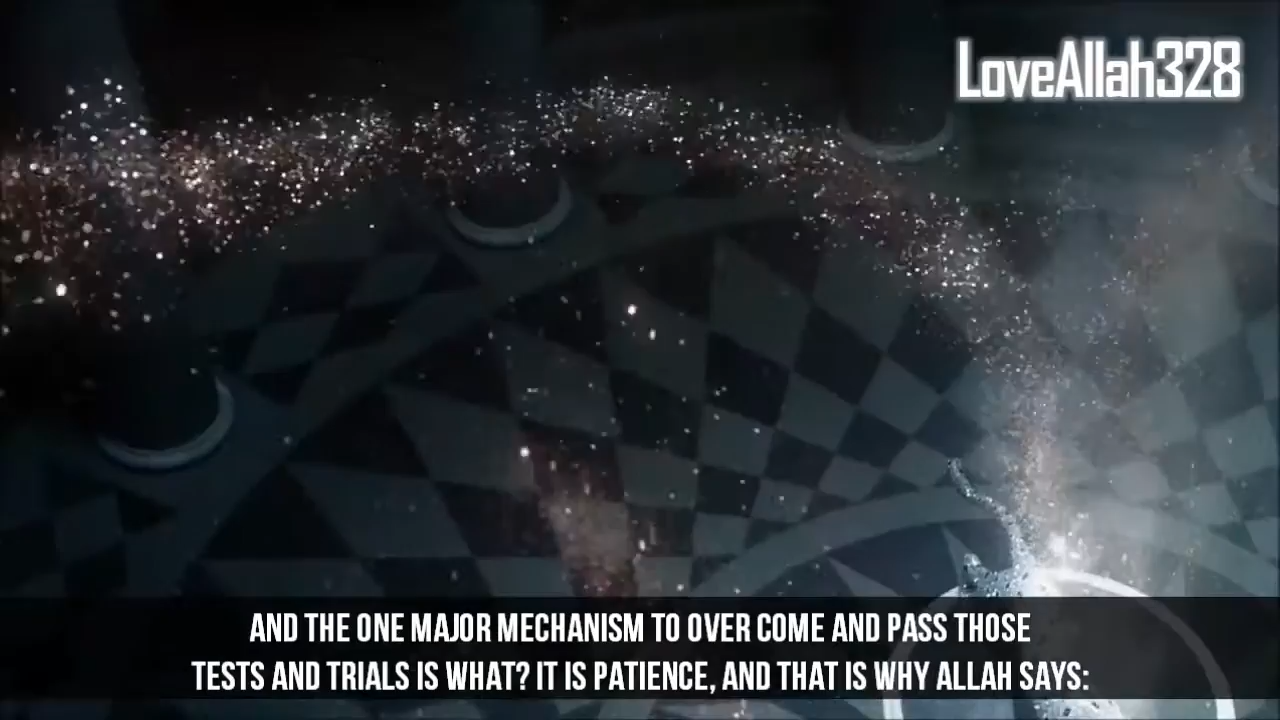 LoveAllah328
AND THE ONE MAJOR MECHANISM TO OVER COME AND PASS THOSE
TESTS AND TRIALS IS WHAT? IT IS PATIENCE, AND THAT IS WHY ALLAH SAYS: